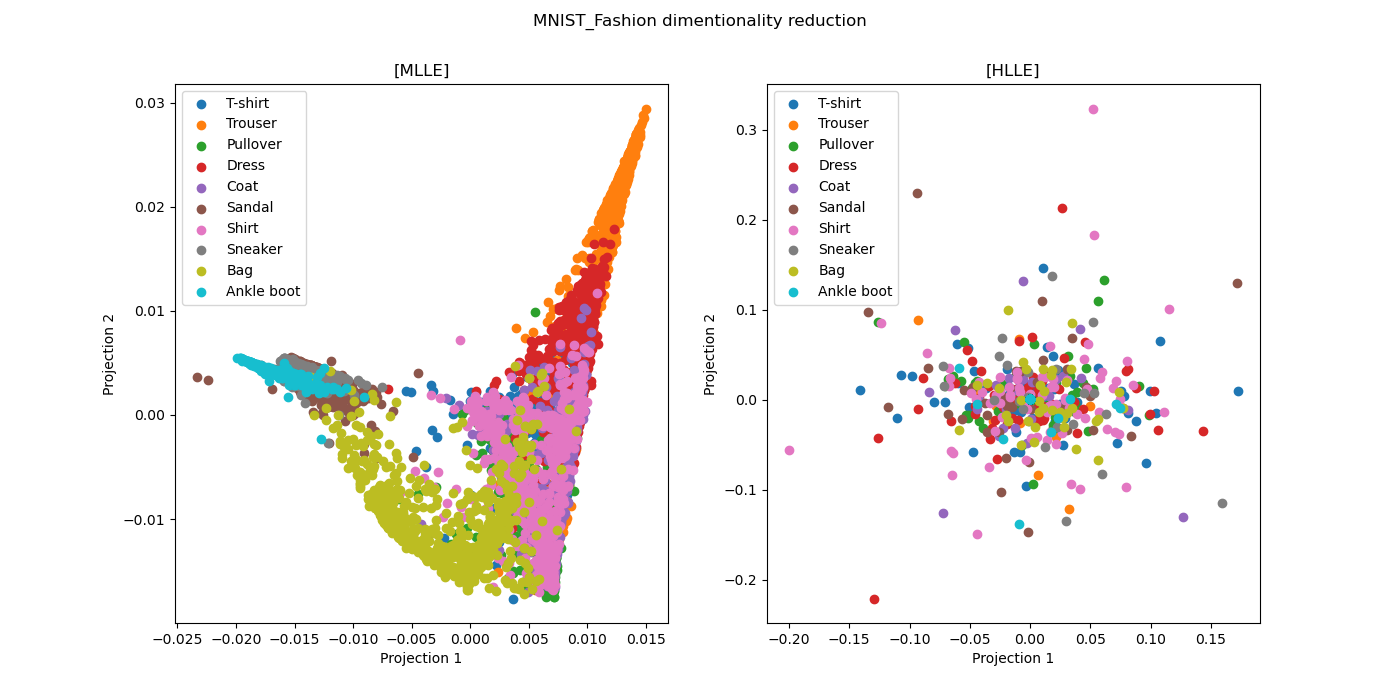 MNIST_Fashion dimentionality reduction
[MLLE]
T-shirt
Trouser
Pullover
Dress
Coat
Sandal
Shirt
Sneaker
Bag
Ankle boot
0.03
0.02
0.01
0.00
−0.01
Projection 2
−0.025 −0.020 −0.015 −0.010 −0.005 0.000 0.005 0.010 0.015
Projection 1
[HLLE]
T-shirt
Trouser
Pullover
Dress
Coat
Sandal
Shirt
Sneaker
Bag
Ankle boot
0.3
0.2
0.1
0.0
−0.1
−0.2
Projection 2
−0.20 −0.15 −0.10 −0.05 0.00 0.05 0.10 0.15
Projection 1